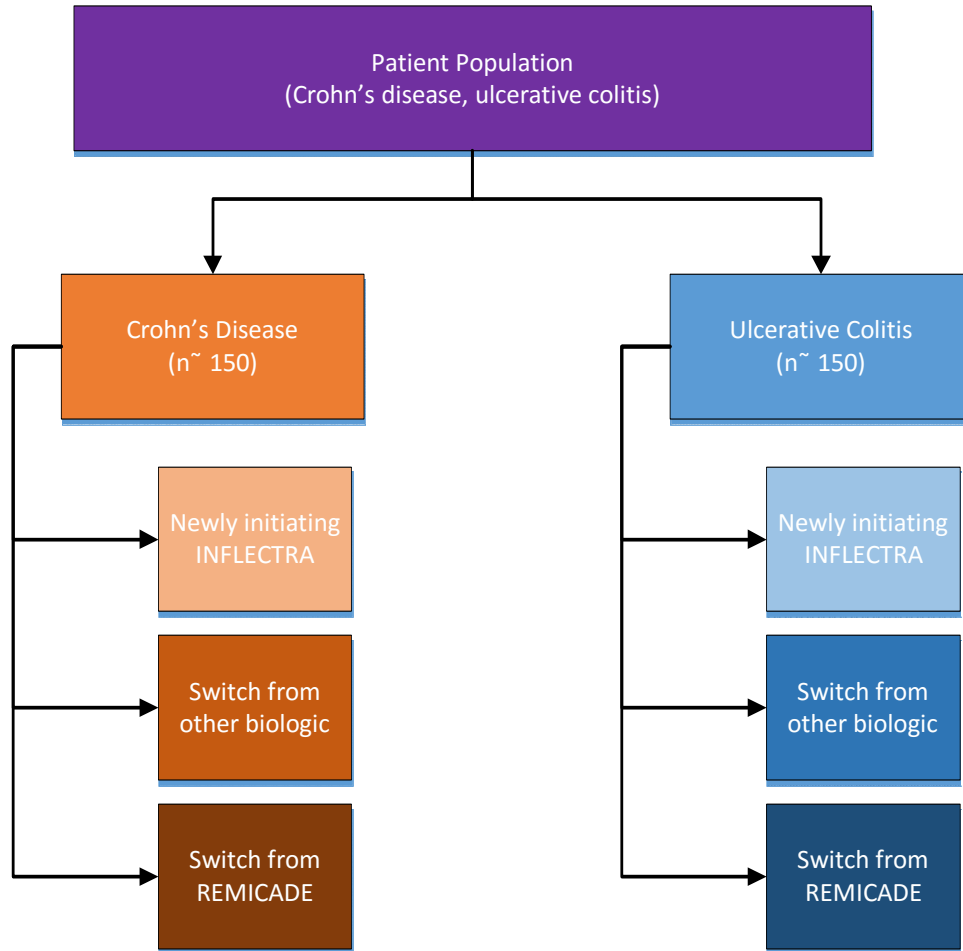 Patient Population
(Crohn’s disease, ulcerative colitis)
Crohn’s Disease
(n˜ 150)
Ulcerative Colitis
(n˜ 150)
Newly initiating
INFLECTRA
Newly initiating
INFLECTRA
Switch from
other biologic
Switch from
other biologic
Switch from
REMICADE
Switch from
REMICADE